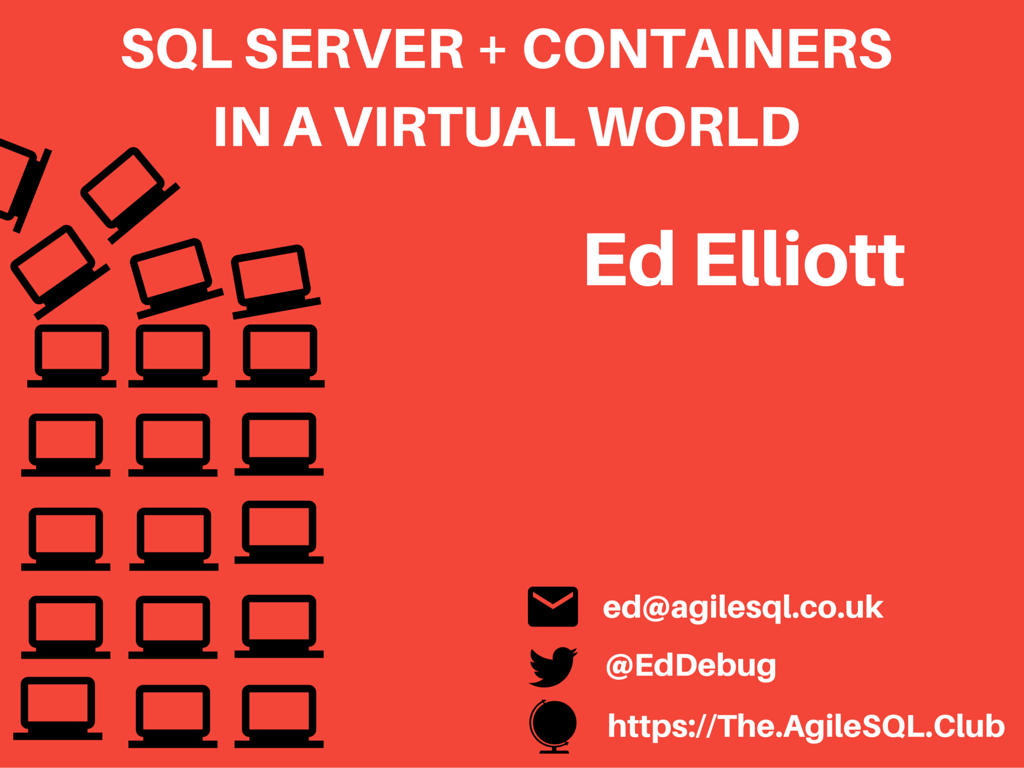 SQL SERVER + CONTAINERS
IN A VIRTUAL WORLD
Ed Elliott
ed@agilesql.co.uk
@EdDebug
https://The.AgileSQL.Club